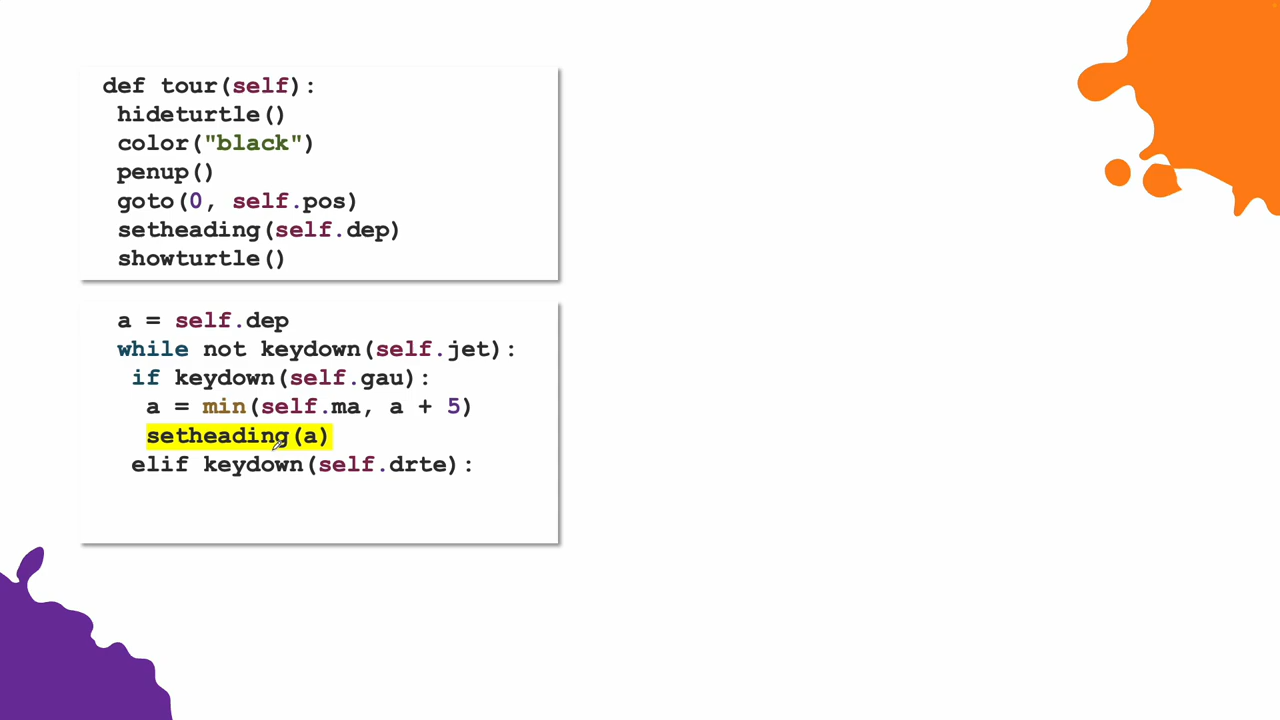 def tour(self):
hideturtle()
color("black")
penup()
goto(0, self.pos)
setheading(self.dep)
showturtle()
a = self.dep
while not keydown(self.jet):
if keydown(self.gau):
a = min(self.ma, a + 5)
setheading(a)
elif keydown(self.drte):